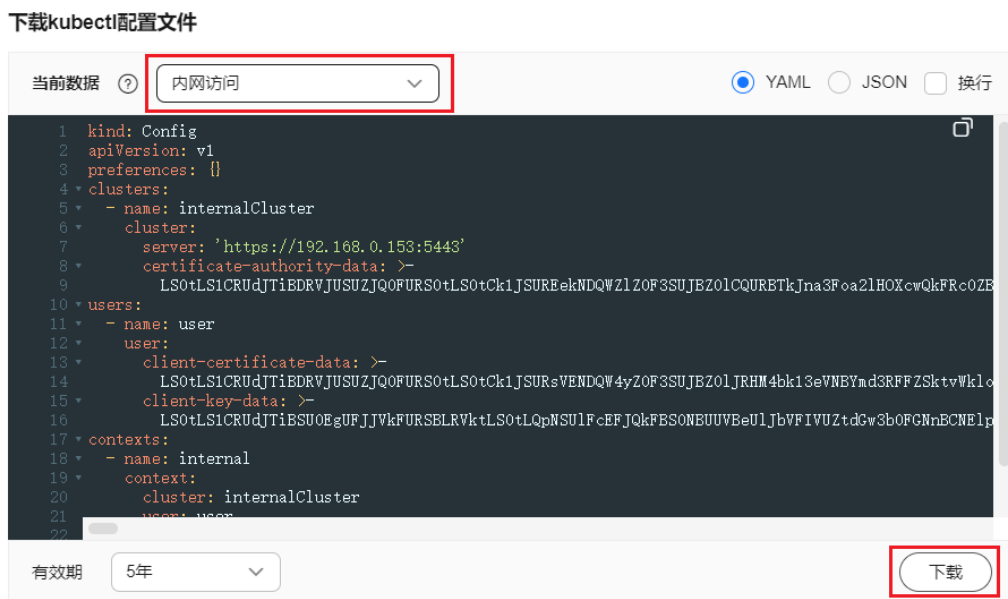 下载kubectl配置文件
当前数据 ? 内网访问 YAML JSON 换行
1 kind: Config
2 apiVersion: v1
3 preferences: {}
4 clusters:
5 - name: internalCluster
6 cluster:
7 server: 'https://192.168.0.153:5443'
8 certificate-authority-data: >-
9
10 users:
11 - name: user
12 user:
13 client-certificate-data: >-
14
15 client-key-data: >-
16
17 contexts:
18 - name: internal
19 context:
20 cluster: internalCluster
21 user: user
22
有效期 5年 下载